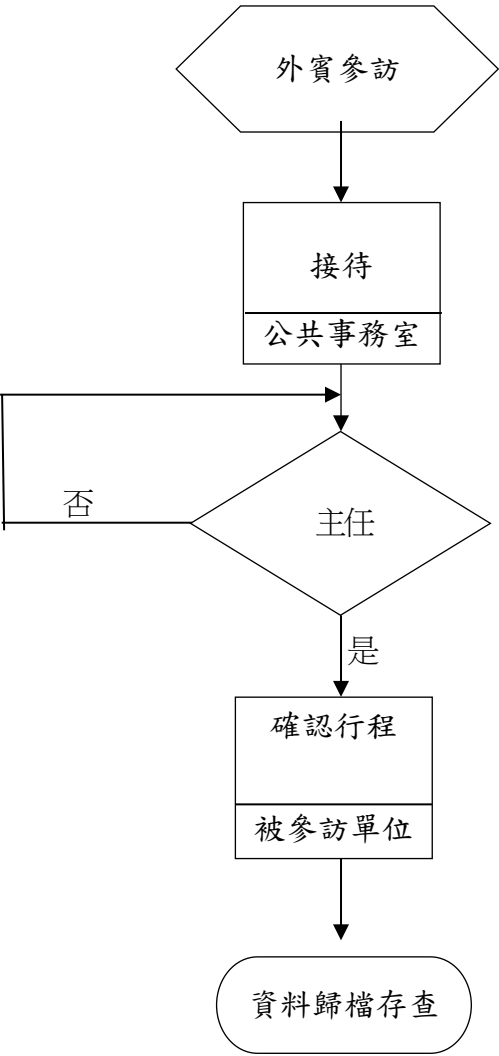 外賓參訪
接待
公共事務室
主任
否
是
確認行程
被參訪單位
資料歸檔存查